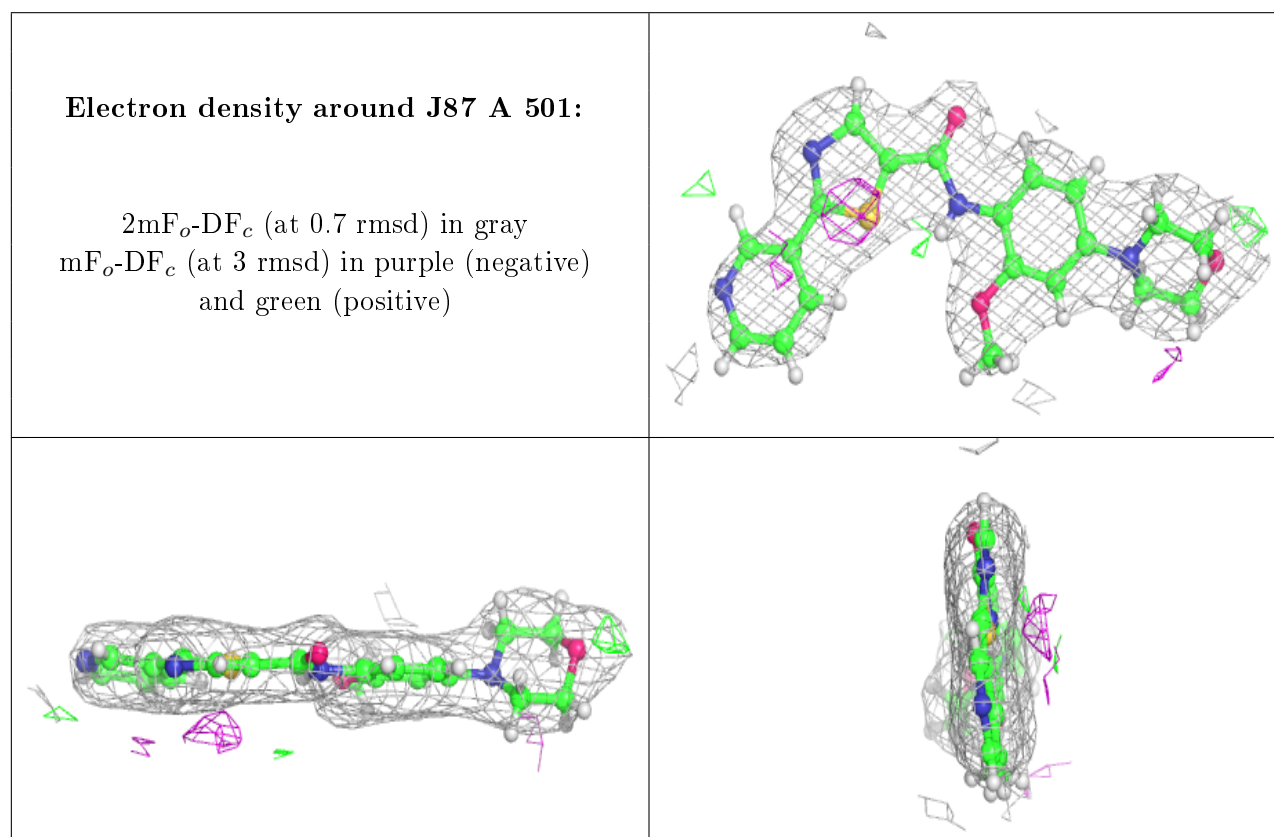 Electron density around J87 A 501:
2mFo-DFc (at 0.7 rmsd) in gray
mFo-DFc (at 3 rmsd) in purple (negative)
and green (positive)